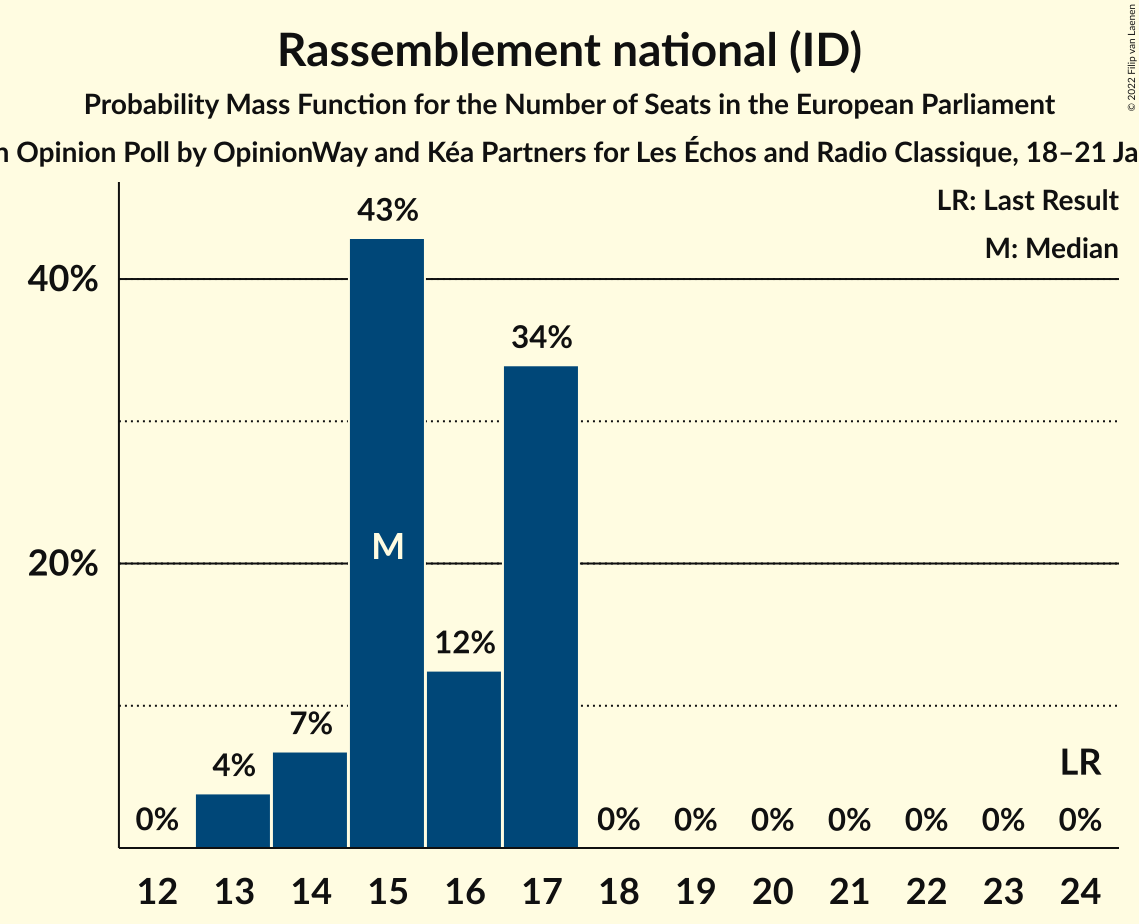 Rassemblement national (ID)
Probability Mass Function for the Number of Seats in the European Parliament
Opinion Poll by OpinionWay and Kéa Partners for Les Échos and Radio Classique, 18–21
© 2022 Filip van Laenen
LR: Last Result
M: Median
43%
40%
34%
M
20%
12%
7%
4%
LR
0% 0% 0% 0% 0% 0% 0% 0%
12 13 14 15 16 17 18 19 20 21 22 23 24